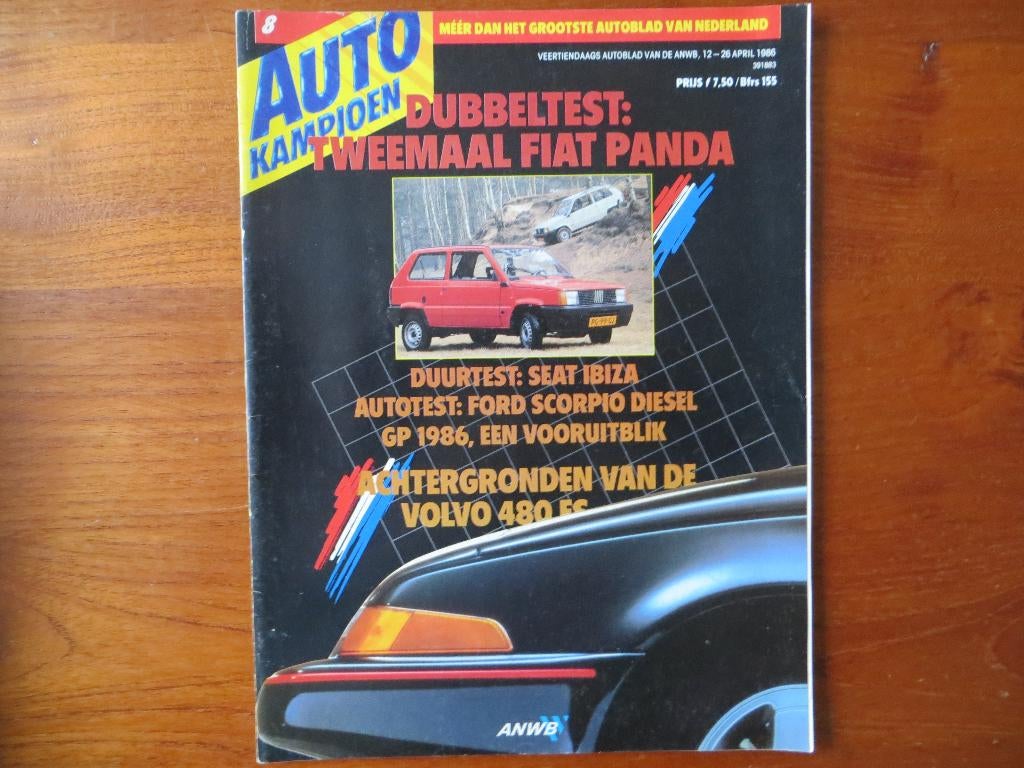 8
MÉÉR DAN HET GROOTSTE AUTOBLAD VAN NEDERLAND
AUTO
KAMPIOEN
VEERTIENDAAGS AUTOBLAD VAN DE ANWB, 12 – 26 APRIL 1986
391883
PRIJS f 7,50 / Bfrs 155
DUBBELTEST:
TWEEMAAL FIAT PANDA
DUURTEST: SEAT IBIZA
AUTOTEST: FORD SCORPIO DIESEL
GP 1986, EEN VOORUITBLIK
ACHTERGRONDEN VAN DE
VOLVO 480 ES
ANWB